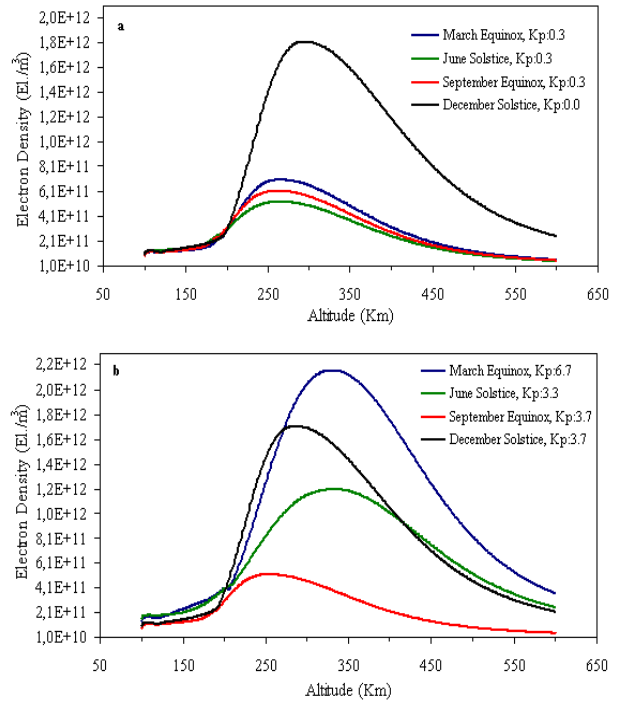 a
2,0E+12
1,8E+12
1,6E+12
1,4E+12
1,2E+12
1,0E+12
8,1E+11
6,1E+11
4,1E+11
2,1E+11
1,0E+10
Electron Density (El./m³)
March Equinox, Kp:0.3
June Solstice, Kp:0.3
September Equinox, Kp:0.3
December Solstice, Kp:0.0
50 150 250 350 450 550 650
Altitude (Km)
b
2,2E+12
2,0E+12
1,8E+12
1,6E+12
1,4E+12
1,2E+12
1,0E+12
8,1E+11
6,1E+11
4,1E+11
2,1E+11
1,0E+10
Electron Density (El./m³)
March Equinox, Kp:6.7
June Solstice, Kp:3.3
September Equinox, Kp:3.7
December Solstice, Kp:3.7
50 150 250 350 450 550 650
Altitude (Km)